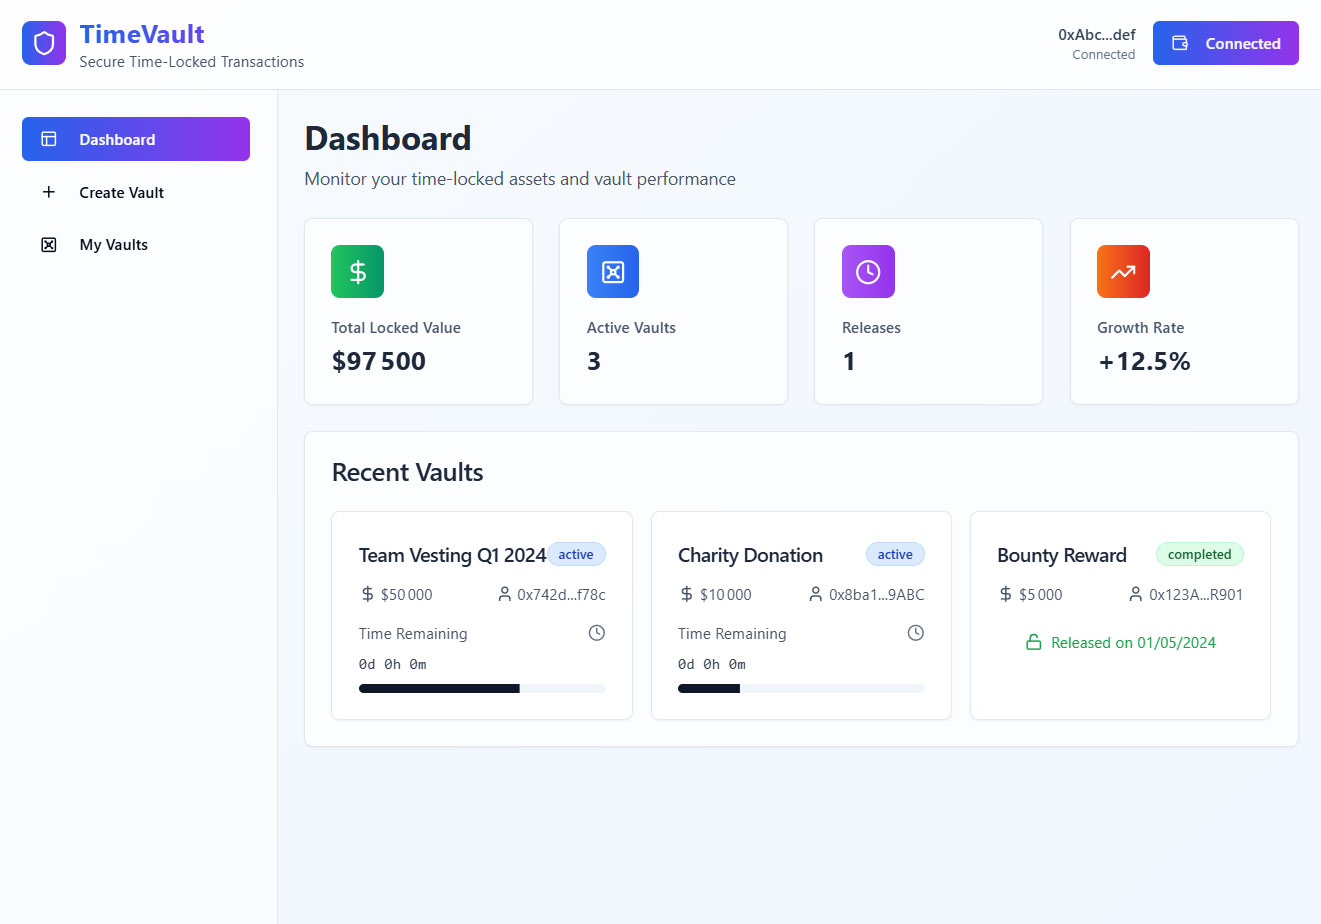 TimeVault
Secure Time-Locked Transactions
0xAbc...def
Connected
Connected
Dashboard
Create Vault
My Vaults
Dashboard
Monitor your time-locked assets and vault performance
Total Locked Value
$97 500
Active Vaults
3
Releases
1
Growth Rate
+12.5%
Recent Vaults
Team Vesting Q1 2024 active
$50 000 0x742d...f78c
Time Remaining
0d 0h 0m
Charity Donation active
$10 000 0x8ba1...9ABC
Time Remaining
0d 0h 0m
Bounty Reward completed
$5 000 0x123A...R901
Released on 01/05/2024